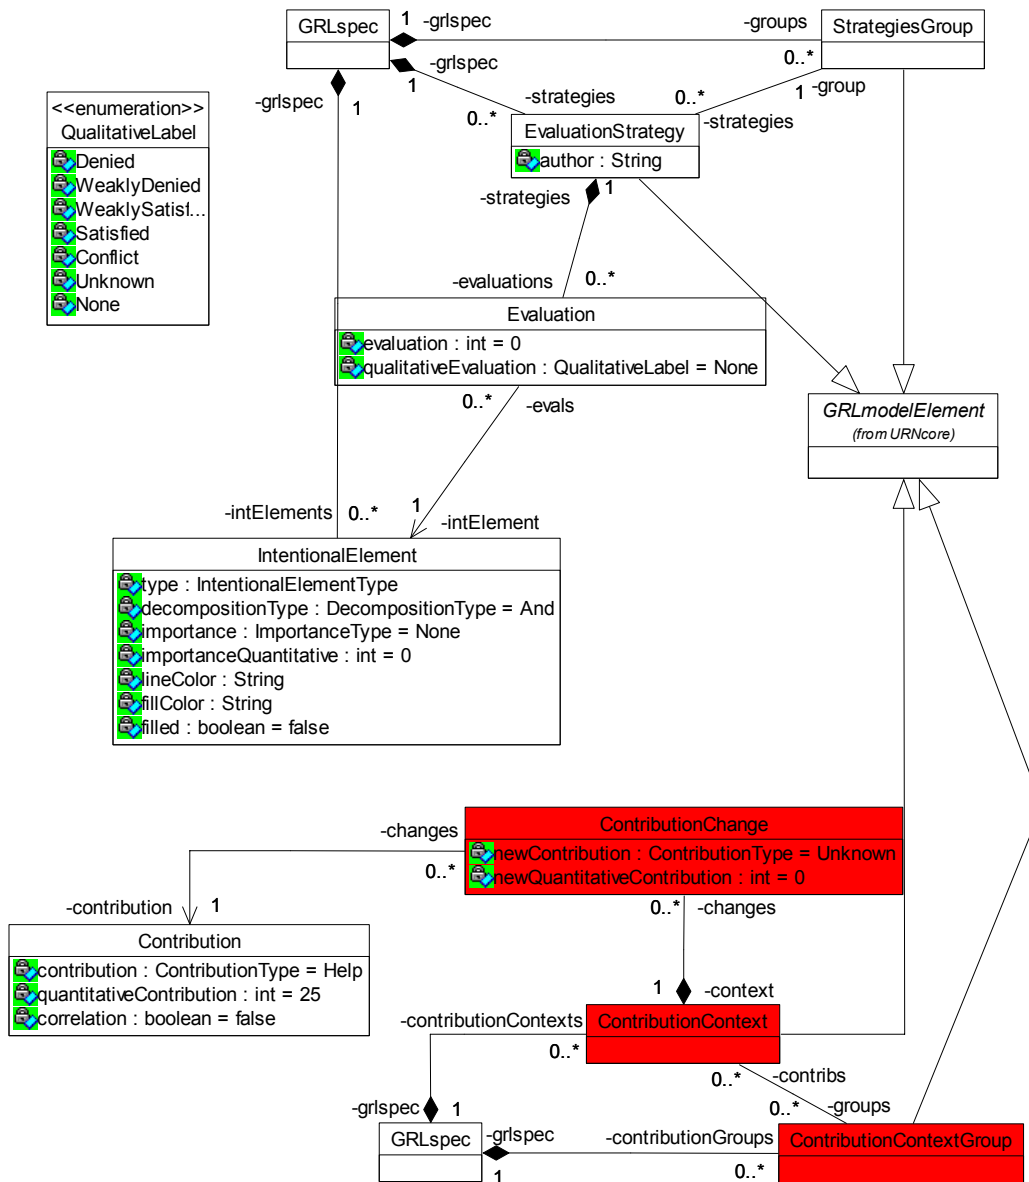 GRLspec
1
-grlspec
-groups
0..*
StrategiesGroup
-grlspec
1
-grlspec
1
-strategies
0..*
0..*
1
-group
-strategies
<<enumeration>>
QualitativeLabel
Denied
WeaklyDenied
WeaklySatisf...
Satisfied
Conflict
Unknown
None
EvaluationStrategy
author : String
-strategies
1
-evaluations
0..*
Evaluation
evaluation : int = 0
qualitativeEvaluation : QualitativeLabel = None
0..*
-evals
GRLmodelElement
(from URNcore)
-intElements
0..*
1
-intElement
IntentionalElement
type : IntentionalElementType
decompositionType : DecompositionType = And
importance : ImportanceType = None
importanceQuantitative : int = 0
lineColor : String
fillColor : String
filled : boolean = false
-changes
0..*
ContributionChange
newContribution : ContributionType = Unknown
newQuantitativeContribution : int = 0
-contribution
1
0..*
-changes
Contribution
contribution : ContributionType = Help
quantitativeContribution : int = 25
correlation : boolean = false
1
-context
-contributionContexts
0..*
ContributionContext
0..*
-contribs
0..*
-groups
-grlspec
1
GRLspec
-grlspec
1
-contributionGroups
0..*
ContributionContextGroup